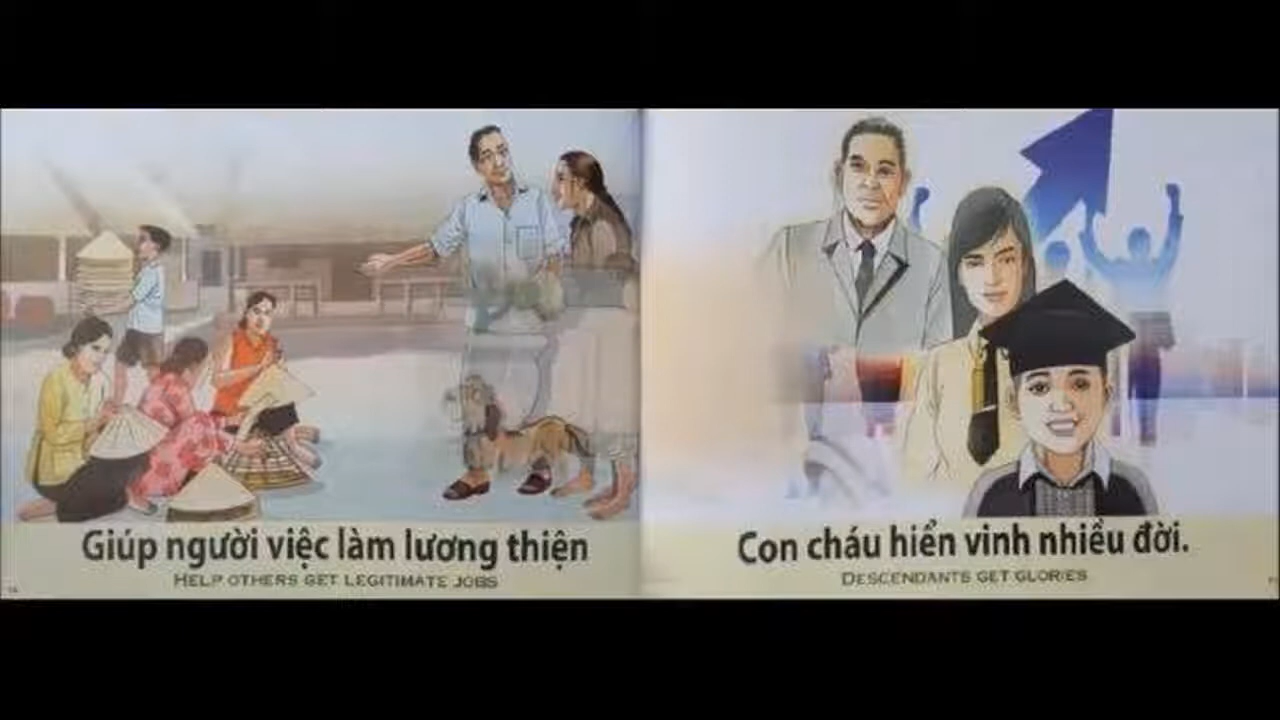 Giúp người việc làm lương thiện
HELP OTHERS GET LEGITIMATE JOBS
Con cháu hiển vinh nhiều đời.
DESCENDANTS GET GLORIES